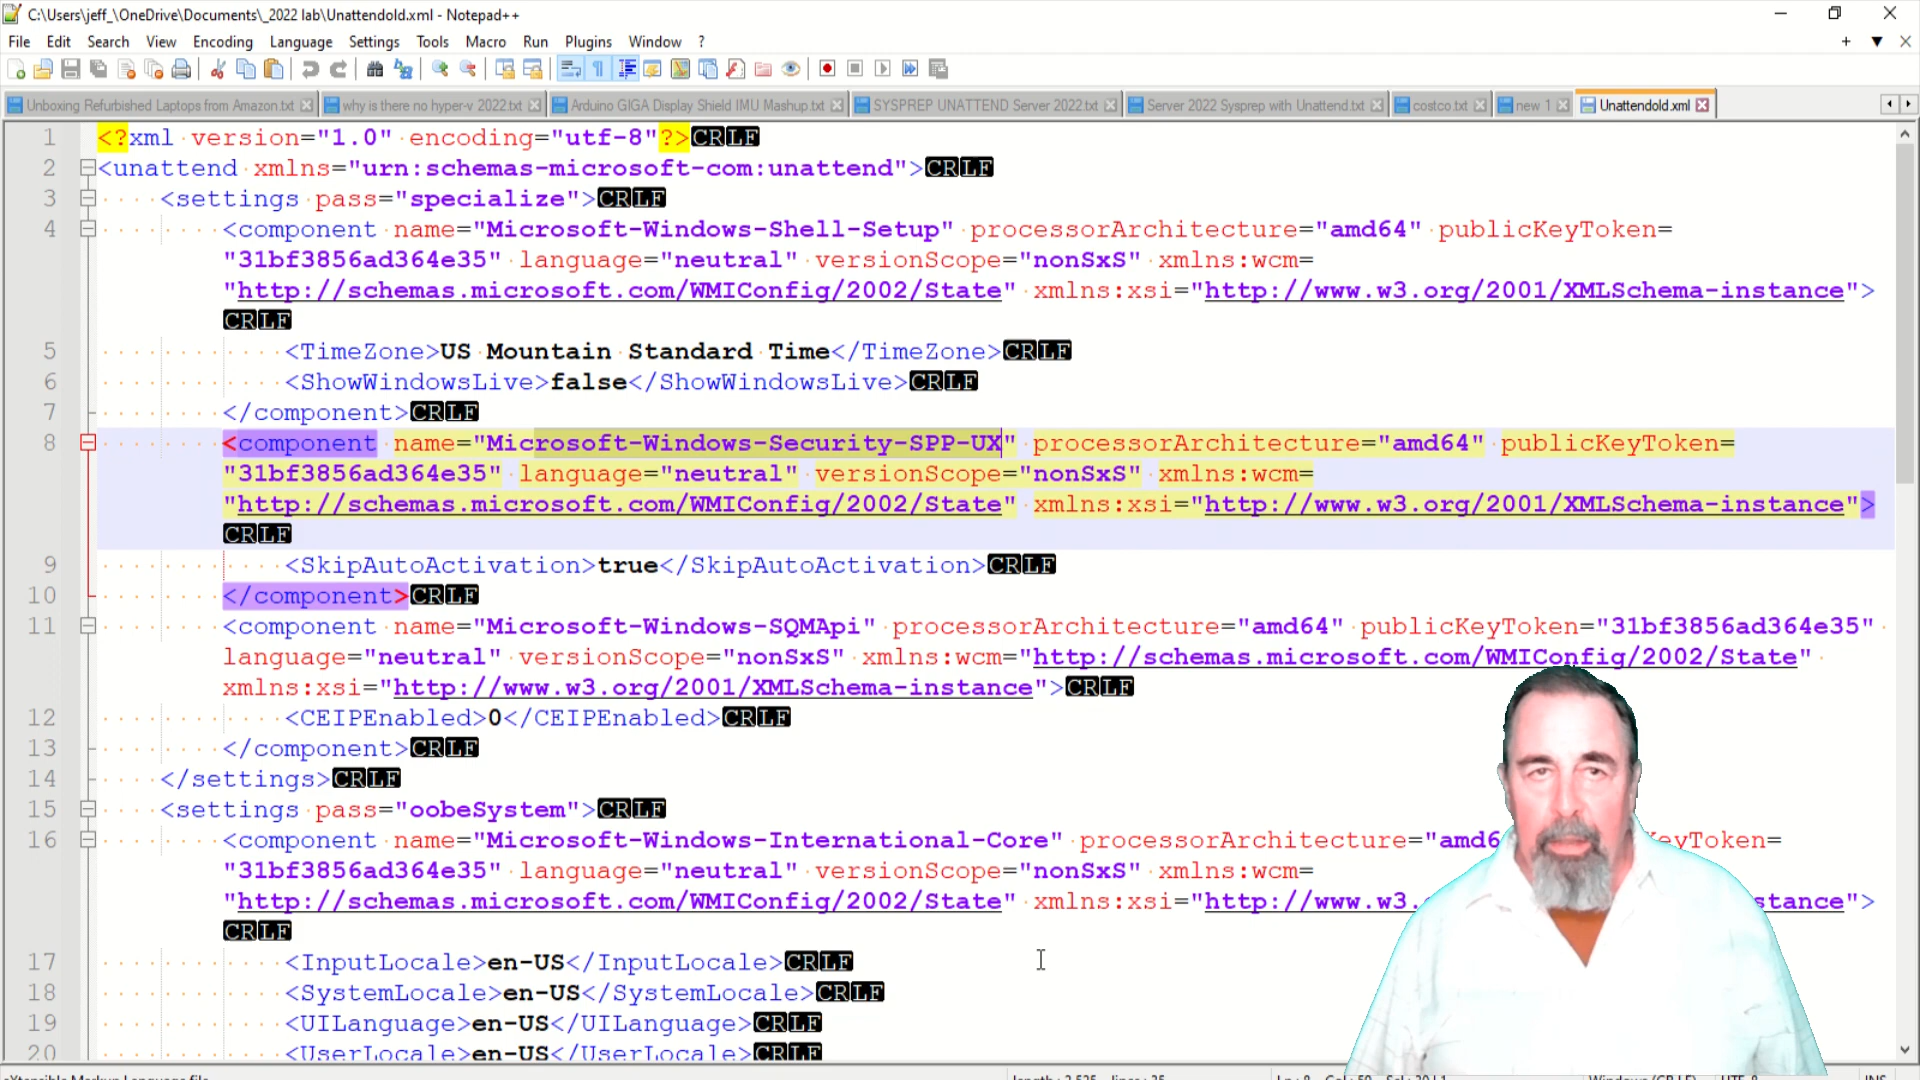 C:\Users\jeff_\OneDrive\Documents\_2022 lab\Unattendold.xml - Notepad++
File Edit Search View Encoding Language Settings Tools Macro Run Plugins Window ?
Unboxing Refurbished Laptops from Amazon.txt why is there no hyper-v 2022.txt Arduino GIGA Display Shield IMU Mashup.txt SYSPREP UNATTEND Server 2022.txt Server 2022 Sysprep with Unattend.txt costco.txt new 1 Unattendold.xml
1 <?xml version="1.0" encoding="utf-8"?>CRLF
2 <unattend xmlns="urn:schemas-microsoft-com:unattend">CRLF
3 <settings pass="specialize">CRLF
4 <component name="Microsoft-Windows-Shell-Setup" processorArchitecture="amd64" publicKeyToken=
"31bf3856ad364e35" language="neutral" versionScope="nonSxS" xmlns:wcm=
"http://schemas.microsoft.com/WMIConfig/2002/State" xmlns:xsi="http://www.w3.org/2001/XMLSchema-instance">
CRLF
5 <TimeZone>US Mountain Standard Time</TimeZone>CRLF
6 <ShowWindowsLive>false</ShowWindowsLive>CRLF
7 </component>CRLF
8 <component name="Microsoft-Windows-Security-SPP-UX" processorArchitecture="amd64" publicKeyToken=
"31bf3856ad364e35" language="neutral" versionScope="nonSxS" xmlns:wcm=
"http://schemas.microsoft.com/WMIConfig/2002/State" xmlns:xsi="http://www.w3.org/2001/XMLSchema-instance">
CRLF
9 <SkipAutoActivation>true</SkipAutoActivation>CRLF
10 </component>CRLF
11 <component name="Microsoft-Windows-SQMApi" processorArchitecture="amd64" publicKeyToken="31bf3856ad364e35"
language="neutral" versionScope="nonSxS" xmlns:wcm="http://schemas.microsoft.com/WMIConfig/2002/State"
xmlns:xsi="http://www.w3.org/2001/XMLSchema-instance">CRLF
12 <CEIPEnabled>0</CEIPEnabled>CRLF
13 </component>CRLF
14 </settings>CRLF
15 <settings pass="oobeSystem">CRLF
16 <component name="Microsoft-Windows-International-Core" processorArchitecture="amd6 KeyToken=
"31bf3856ad364e35" language="neutral" versionScope="nonSxS" xmlns:wcm=
"http://schemas.microsoft.com/WMIConfig/2002/State" xmlns:xsi="http://www.w3. stance">
CRLF
17 <InputLocale>en-US</InputLocale>CRLF
18 <SystemLocale>en-US</SystemLocale>CRLF
19 <UILanguage>en-US</UILanguage>CRLF
20 <UserLocale>en-US</UserLocale>CRLF